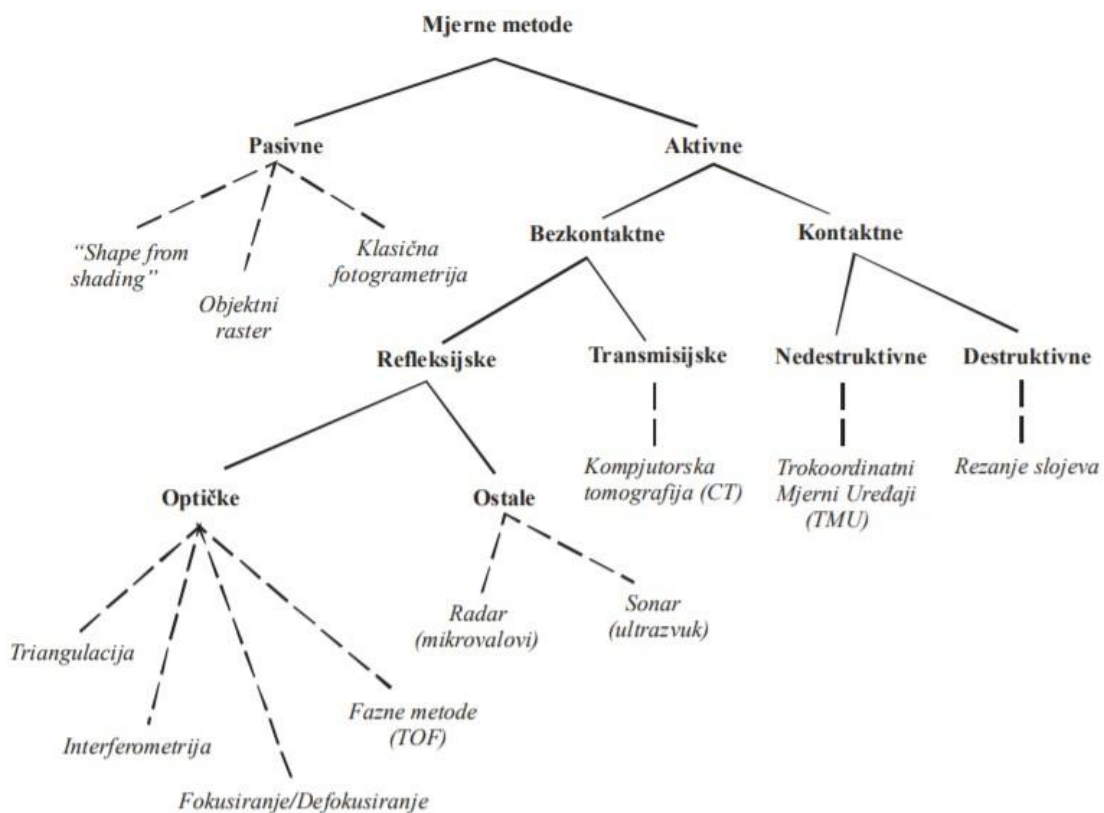 Mjerne metode
Pasivne
Aktivne
“Shape from
shading”
Objektni
raster
Klasična
fotogrametrija
Bezkontaktne
Kontaktne
Refleksijske
Transmisijske
Nedestruktivne
Destruktivne
Kompjutorska
tomografija (CT)
Trokoordinatni
Mjerni Uređaji
(TMU)
Rezanje slojeva
Optičke
Ostale
Radar
(mikrovalovi)
Sonar
(ultrazvuk)
Triangulacija
Interferometrija
Fokusiranje/Defokusiranje
Fazne metode
(TOF)